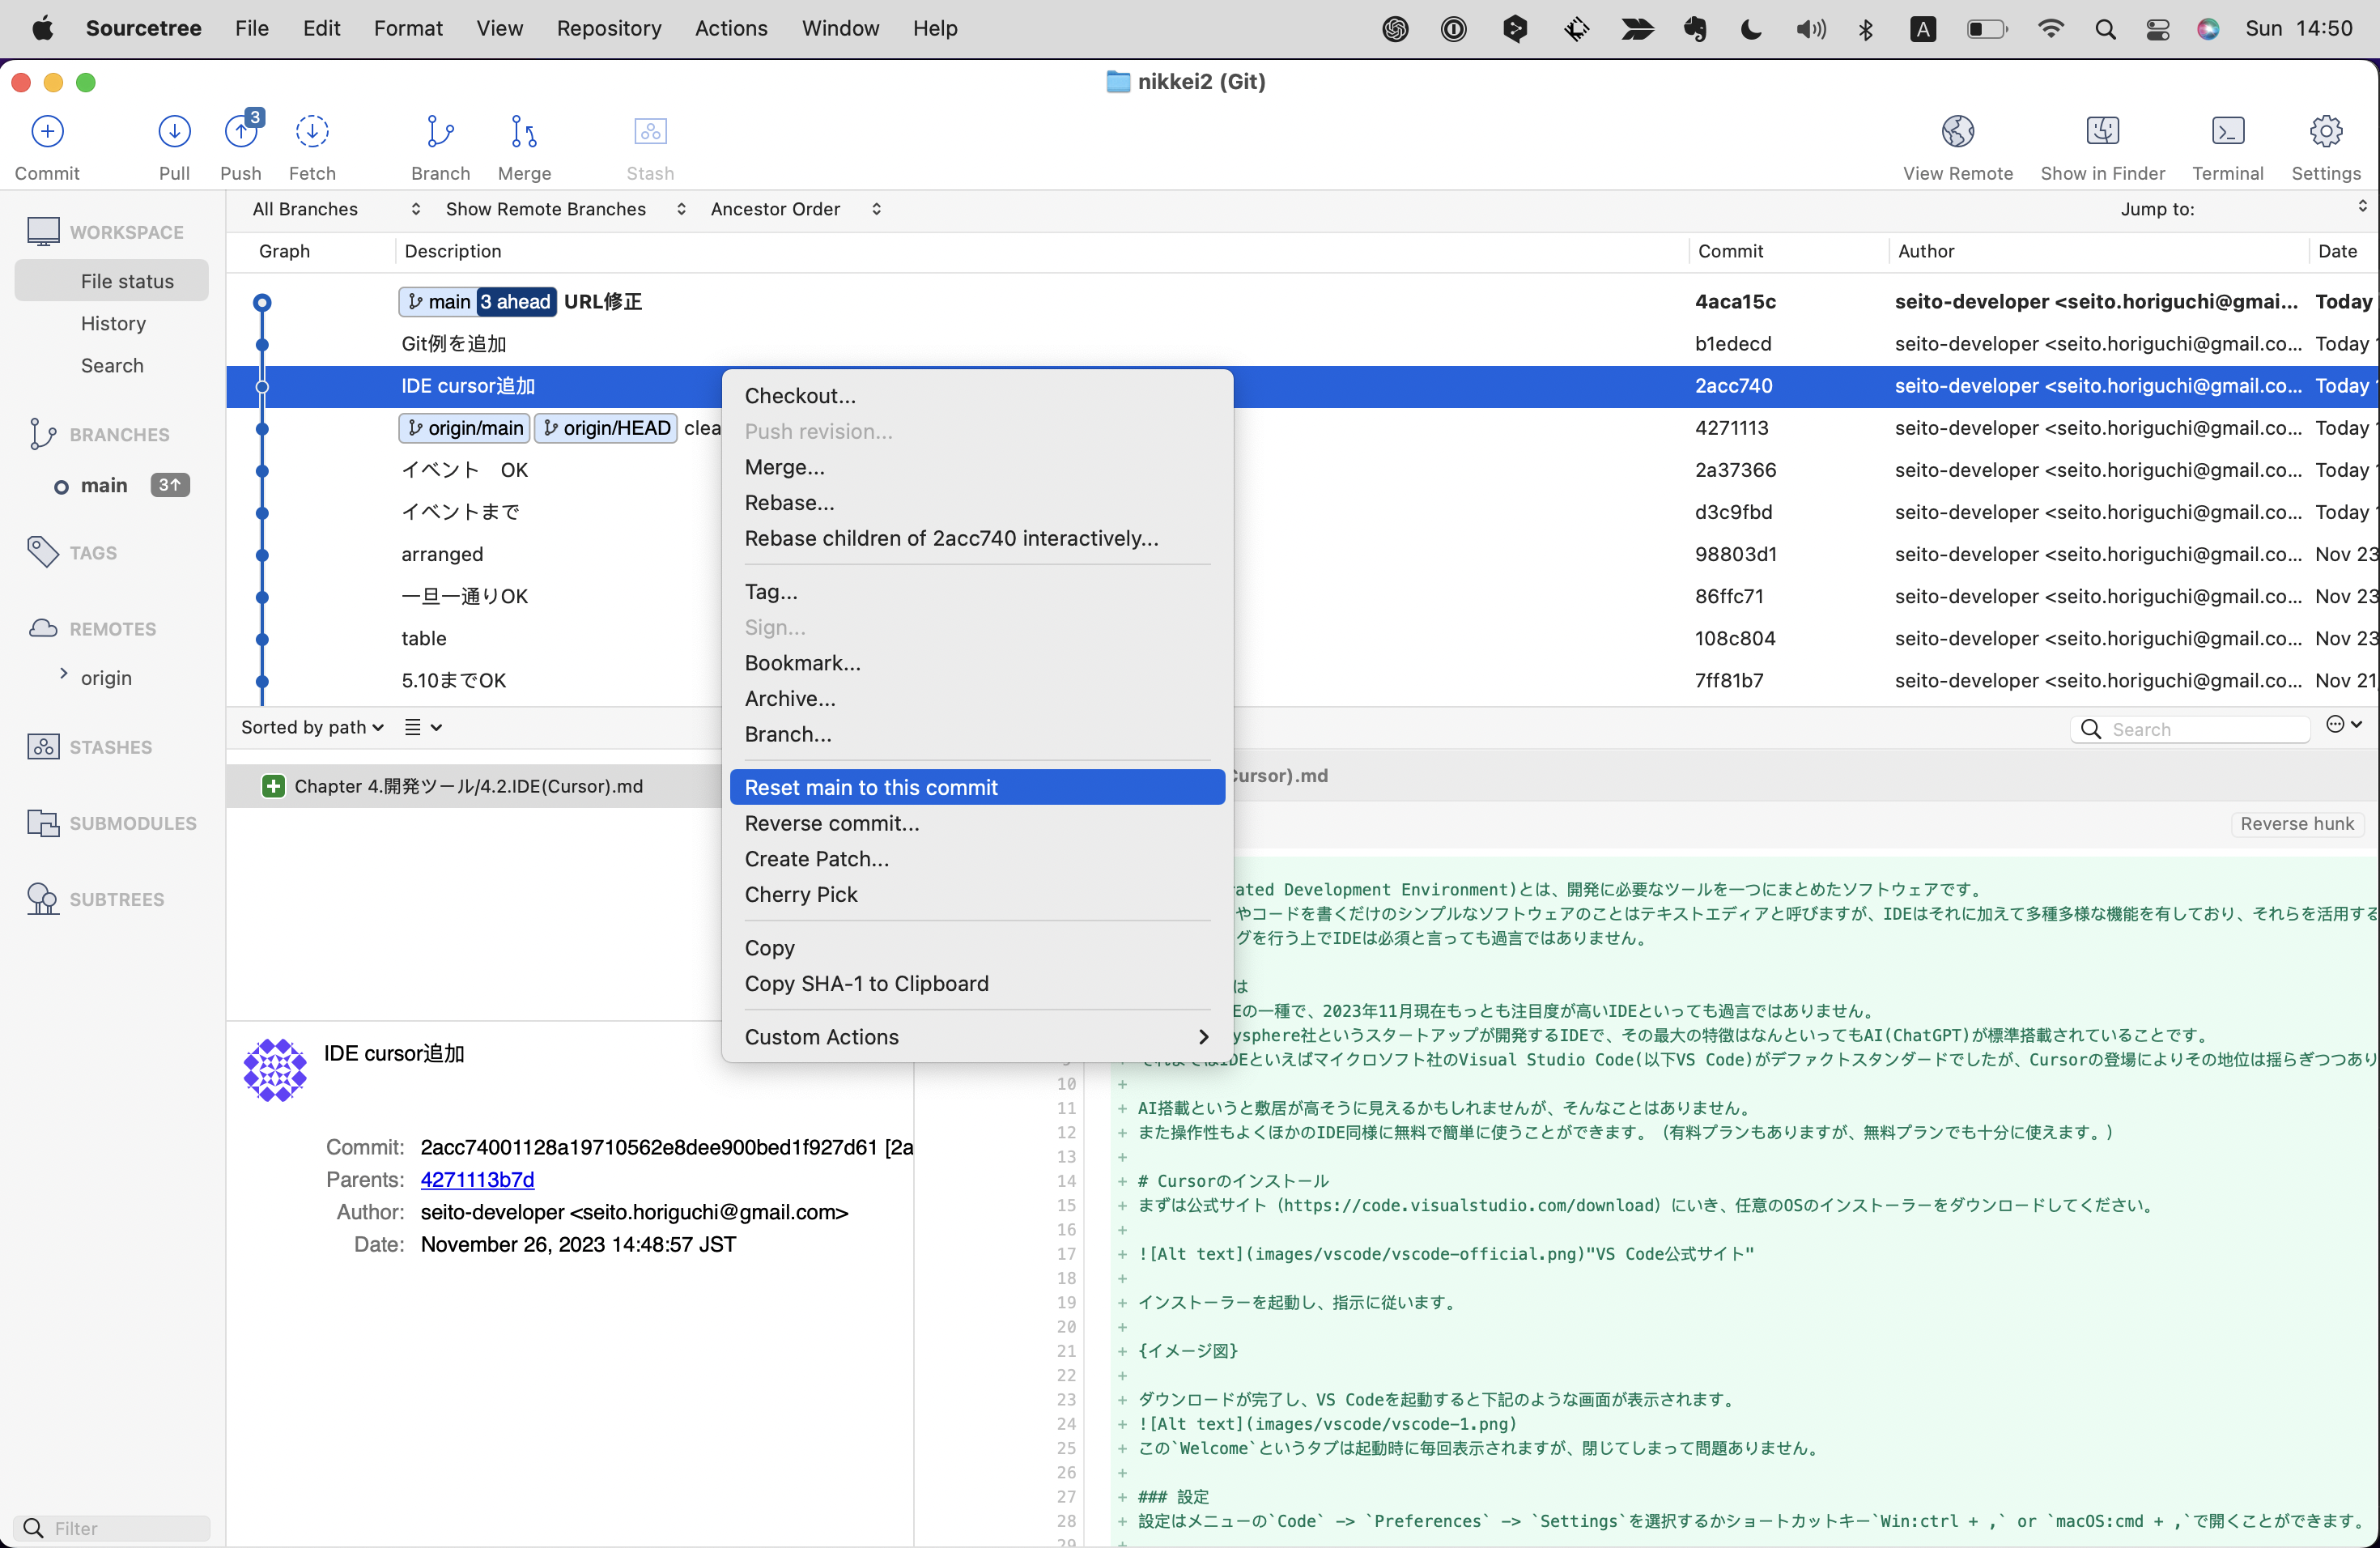 Sourcetree File Edit Format View Repository Actions Window Help A Sun 14:50
nikkei2 (Git)
3
Commit Pull Push Fetch Branch Merge Stash View Remote Show in Finder Terminal Settings
WORKSPACE
File status
History
Search
BRANCHES
main 3↑
TAGS
REMOTES
origin
STASHES
SUBMODULES
SUBTREES
Filter
All Branches Show Remote Branches Ancestor Order Jump to:
Graph Description Commit Author Date
main 3 ahead URL修正 4aca15c seito-developer <seito.horiguchi@gmai... Today
Git例を追加 b1edecd seito-developer <seito.horiguchi@gmail.co... Today
IDE cursor追加 2acc740 seito-developer <seito.horiguchi@gmail.co... Today
origin/main origin/HEAD clea 4271113 seito-developer <seito.horiguchi@gmail.co... Today
イベント　OK 2a37366 seito-developer <seito.horiguchi@gmail.co... Today
イベントまで d3c9fbd seito-developer <seito.horiguchi@gmail.co... Today
arranged 98803d1 seito-developer <seito.horiguchi@gmail.co... Nov 23
一旦一通りOK 86ffc71 seito-developer <seito.horiguchi@gmail.co... Nov 23
table 108c804 seito-developer <seito.horiguchi@gmail.co... Nov 23
5.10までOK 7ff81b7 seito-developer <seito.horiguchi@gmail.co... Nov 21
Checkout...
Push revision...
Merge...
Rebase...
Rebase children of 2acc740 interactively...
Tag...
Sign...
Bookmark...
Archive...
Branch...
Reset main to this commit
Reverse commit...
Create Patch...
Cherry Pick
Copy
Copy SHA-1 to Clipboard
Custom Actions
Sorted by path Search
Chapter 4.開発ツール/4.2.IDE(Cursor).md
IDE cursor追加
Commit: 2acc74001128a19710562e8dee900bed1f927d61 [2a
Parents: 4271113b7d
Author: seito-developer <seito.horiguchi@gmail.com>
Date: November 26, 2023 14:48:57 JST
Cursor).md
Reverse hunk
rated Development Environment)とは、開発に必要なツールを一つにまとめたソフトウェアです。
やコードを書くだけのシンプルなソフトウェアのことはテキストエディアと呼びますが、IDEはそれに加えて多種多様な機能を有しており、それらを活用する
グを行う上でIDEは必須と言っても過言ではありません。
は
Eの一種で、2023年11月現在もっとも注目度が高いIDEといっても過言ではありません。
ysphere社というスタートアップが開発するIDEで、その最大の特徴はなんといってもAI(ChatGPT)が標準搭載されていることです。
9 + それまではIDEといえばマイクロソフト社のVisual Studio Code(以下VS Code)がデファクトスタンダードでしたが、Cursorの登場によりその地位は揺らぎつつあり
10 +
11 + AI搭載というと敷居が高そうに見えるかもしれませんが、そんなことはありません。
12 + また操作性もよくほかのIDE同様に無料で簡単に使うことができます。（有料プランもありますが、無料プランでも十分に使えます。）
13 +
14 + # Cursorのインストール
15 + まずは公式サイト（https://code.visualstudio.com/download）にいき、任意のOSのインストーラーをダウンロードしてください。
16 +
17 + ![Alt text](images/vscode/vscode-official.png)"VS Code公式サイト"
18 +
19 + インストーラーを起動し、指示に従います。
20 +
21 + {イメージ図}
22 +
23 + ダウンロードが完了し、VS Codeを起動すると下記のような画面が表示されます。
24 + ![Alt text](images/vscode/vscode-1.png)
25 + この`Welcome`というタブは起動時に毎回表示されますが、閉じてしまって問題ありません。
26 +
27 + ### 設定
28 + 設定はメニューの`Code` -> `Preferences` -> `Settings`を選択するかショートカットキー`Win:ctrl + ,` or `macOS:cmd + ,`で開くことができます。
29 +